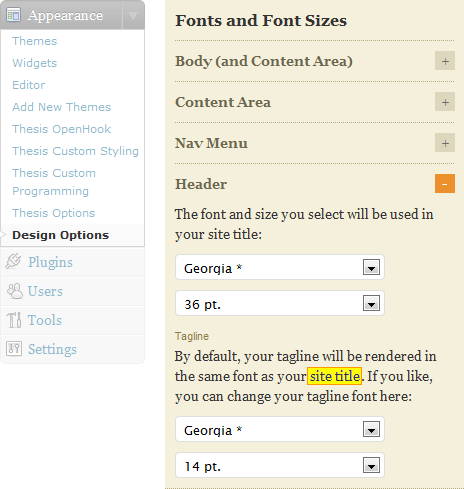 Appearance
Themes
Widgets
Editor
Add New Themes
Thesis OpenHook
Thesis Custom Styling
Thesis Custom
Programming
Thesis Options
Design Options
Plugins
Users
Tools
Settings
Fonts and Font Sizes
Body (and Content Area) +
Content Area +
Nav Menu +
Header -
The font and size you select will be used in
your site title:
Georgia *
36 pt.
Tagline
By default, your tagline will be rendered in
the same font as your site title. If you like,
you can change your tagline font here:
Georgia *
14 pt.